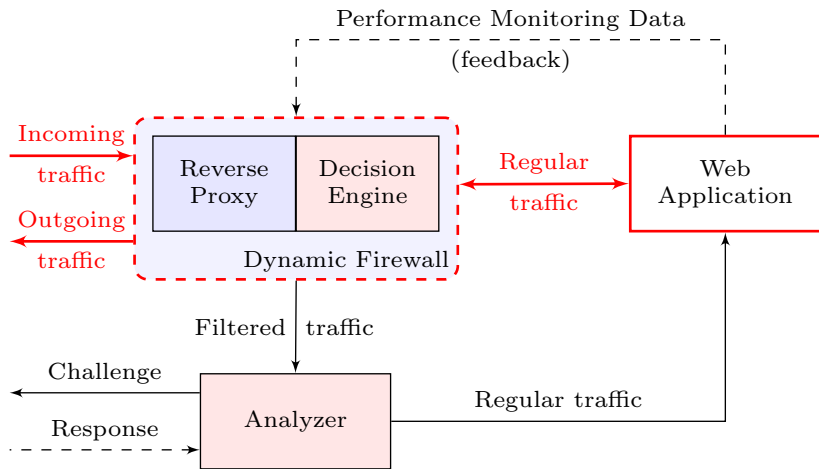 Performance Monitoring Data
(feedback)
Incoming
traffic
Reverse
Proxy
Decision
Engine
Regular
traffic
Web
Application
Outgoing
traffic
Dynamic Firewall
Filtered traffic
Challenge
Analyzer
Regular traffic
Response